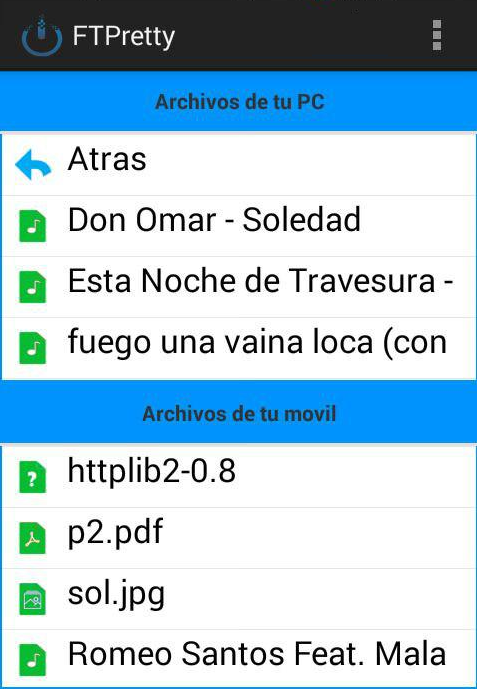 FTPretty
Archivos de tu PC
Atras
Don Omar - Soledad
Esta Noche de Travesura -
fuego una vaina loca (con
Archivos de tu movil
httplib2-0.8
p2.pdf
sol.jpg
Romeo Santos Feat. Mala